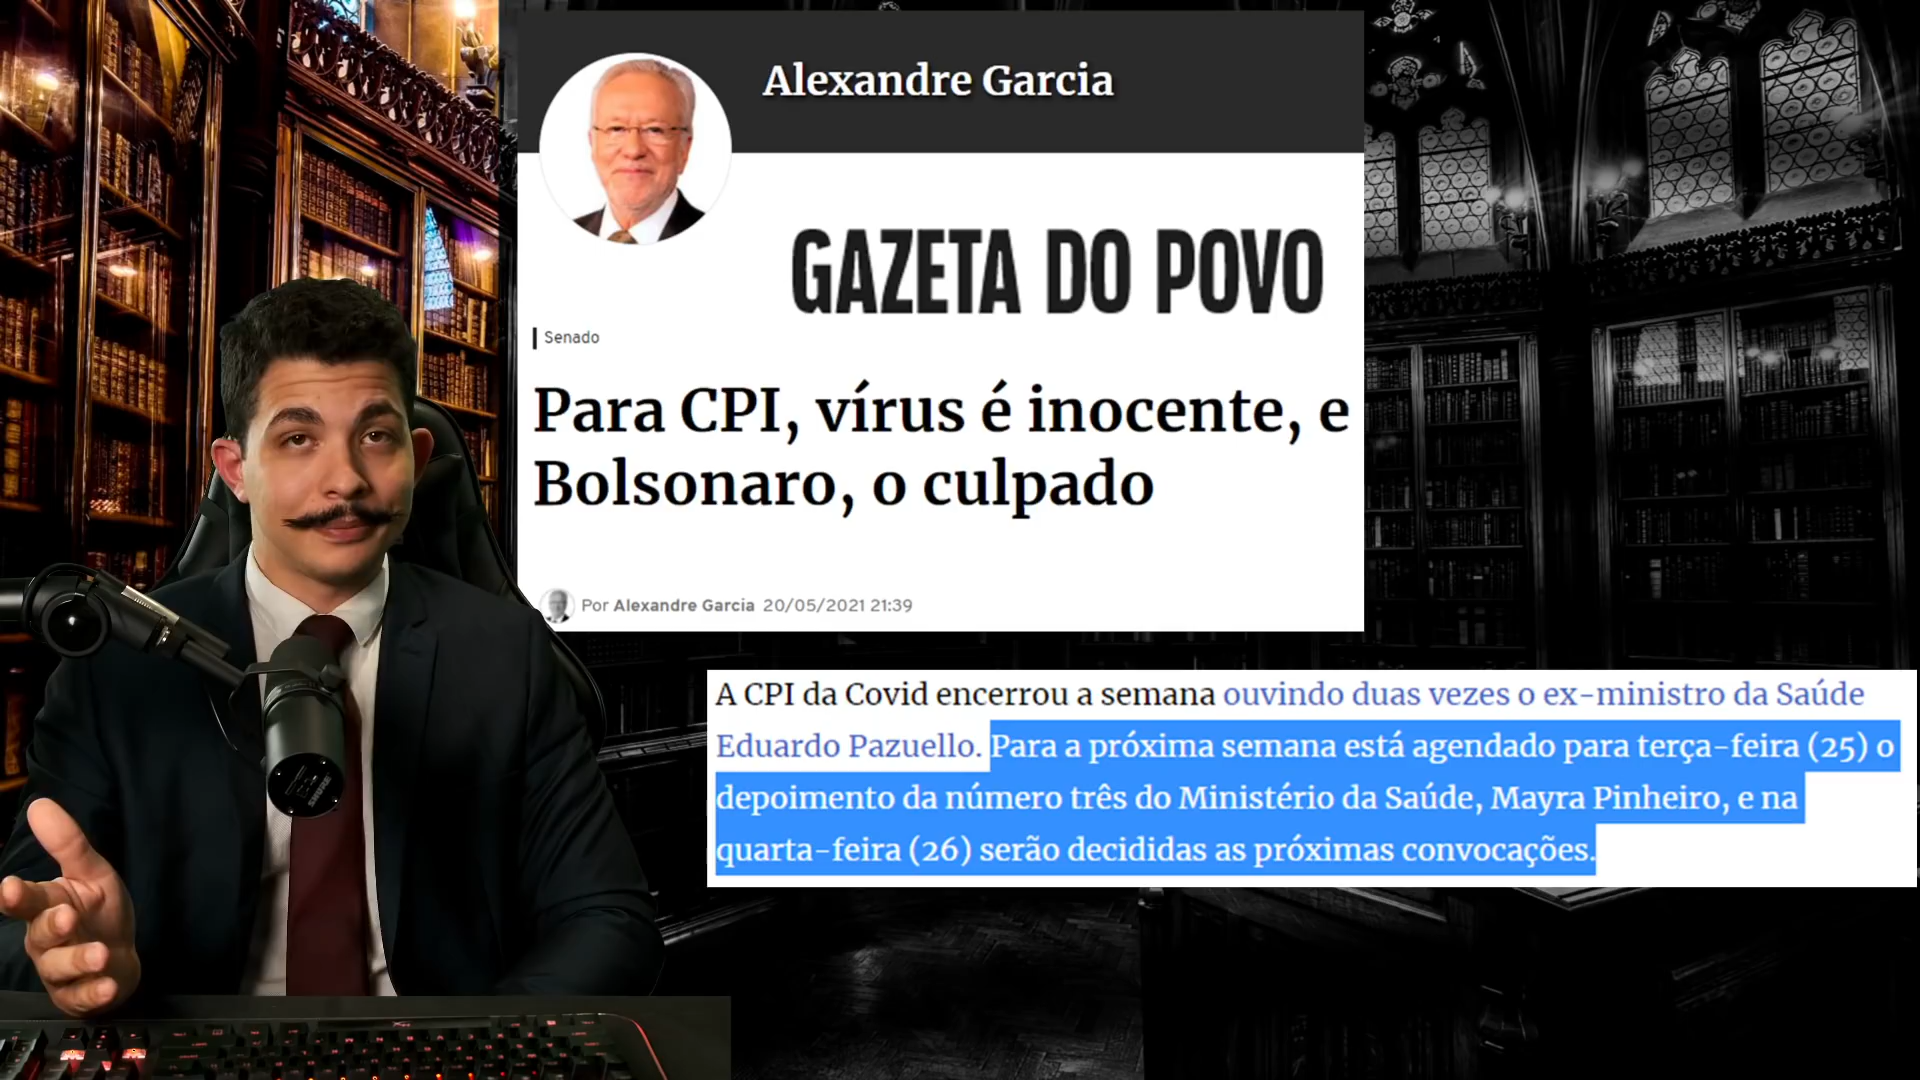 Alexandre Garcia
GAZETA DO POVO
Senado
Para CPI, vírus é inocente, e
Bolsonaro, o culpado
Por Alexandre Garcia 20/05/2021 21:39
A CPI da Covid encerrou a semana ouvindo duas vezes o ex-ministro da Saúde
Eduardo Pazuello. Para a próxima semana está agendado para terça-feira (25) o
depoimento da número três do Ministério da Saúde, Mayra Pinheiro, e na
quarta-feira (26) serão decididas as próximas convocações.